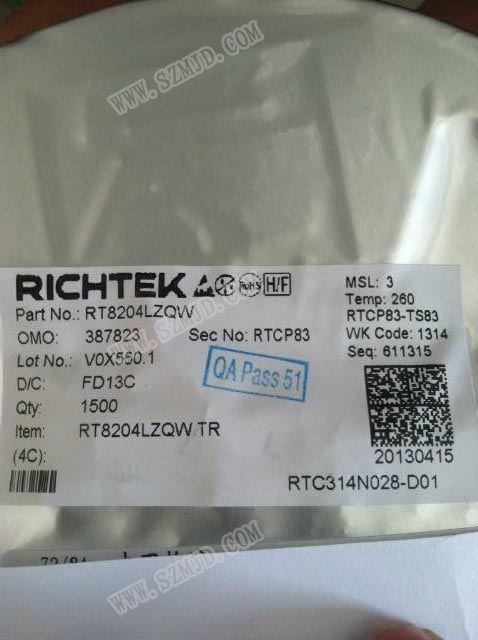 WWW.SZMJD.COM
RICHTEK RoHS H/F
MSL: 3
Temp: 260
Part No.: RT8204LZQW
RTCP83-TS83
OMO: 387823 Sec No: RTCP83
WK Code: 1314
Lot No.: V0X550.1
Seq: 611315
WWW.SZMJD.COM
QA Pass 51
D/C: FD13C
Qty: 1500
Item: RT8204LZQW.TR
(4C):
20130415
RTC314N028-D01
WWW.SZMJD.COM